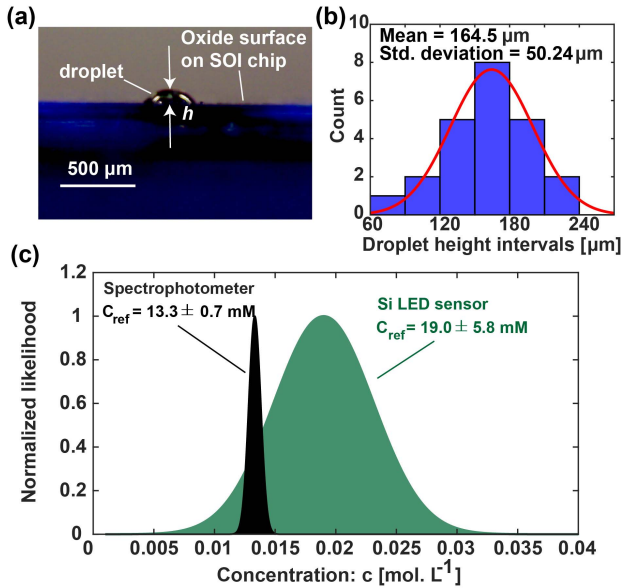 (a)
Oxide surface
on SOI chip
droplet
h
500 µm
(b)
Mean = 164.5 µm
Std. deviation = 50.24 µm
Count
10
8
6
4
2
0
60 120 180 240
Droplet height intervals [µm]
(c)
Normalized likelihood
1.2
1
0.8
0.6
0.4
0.2
0
Spectrophotometer
Cref = 13.3 ± 0.7 mM
Si LED sensor
Cref = 19.0 ± 5.8 mM
0 0.005 0.01 0.015 0.02 0.025 0.03 0.035 0.04
Concentration: c [mol. L-1]